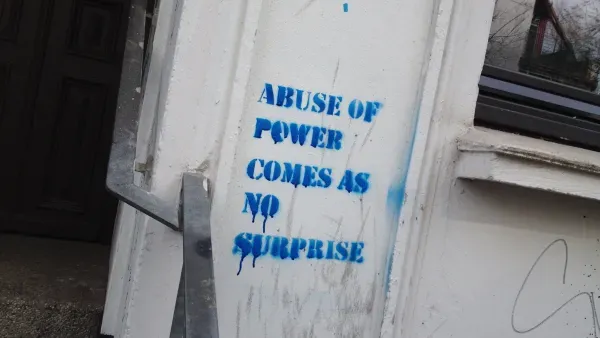 ABUSE OF
POWER
COMES AS
NO
SURPRISE